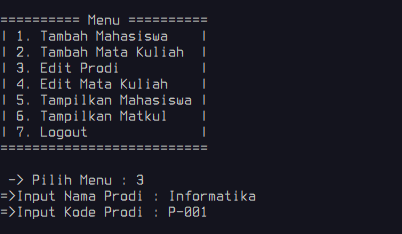 ========== Menu ==========
| 1. Tambah Mahasiswa    |
| 2. Tambah Mata Kuliah  |
| 3. Edit Prodi          |
| 4. Edit Mata Kuliah    |
| 5. Tampilkan Mahasiswa |
| 6. Tampilkan Matkul    |
| 7. Logout              |
==========================
-> Pilih Menu : 3
=>Input Nama Prodi : Informatika
=>Input Kode Prodi : P-001